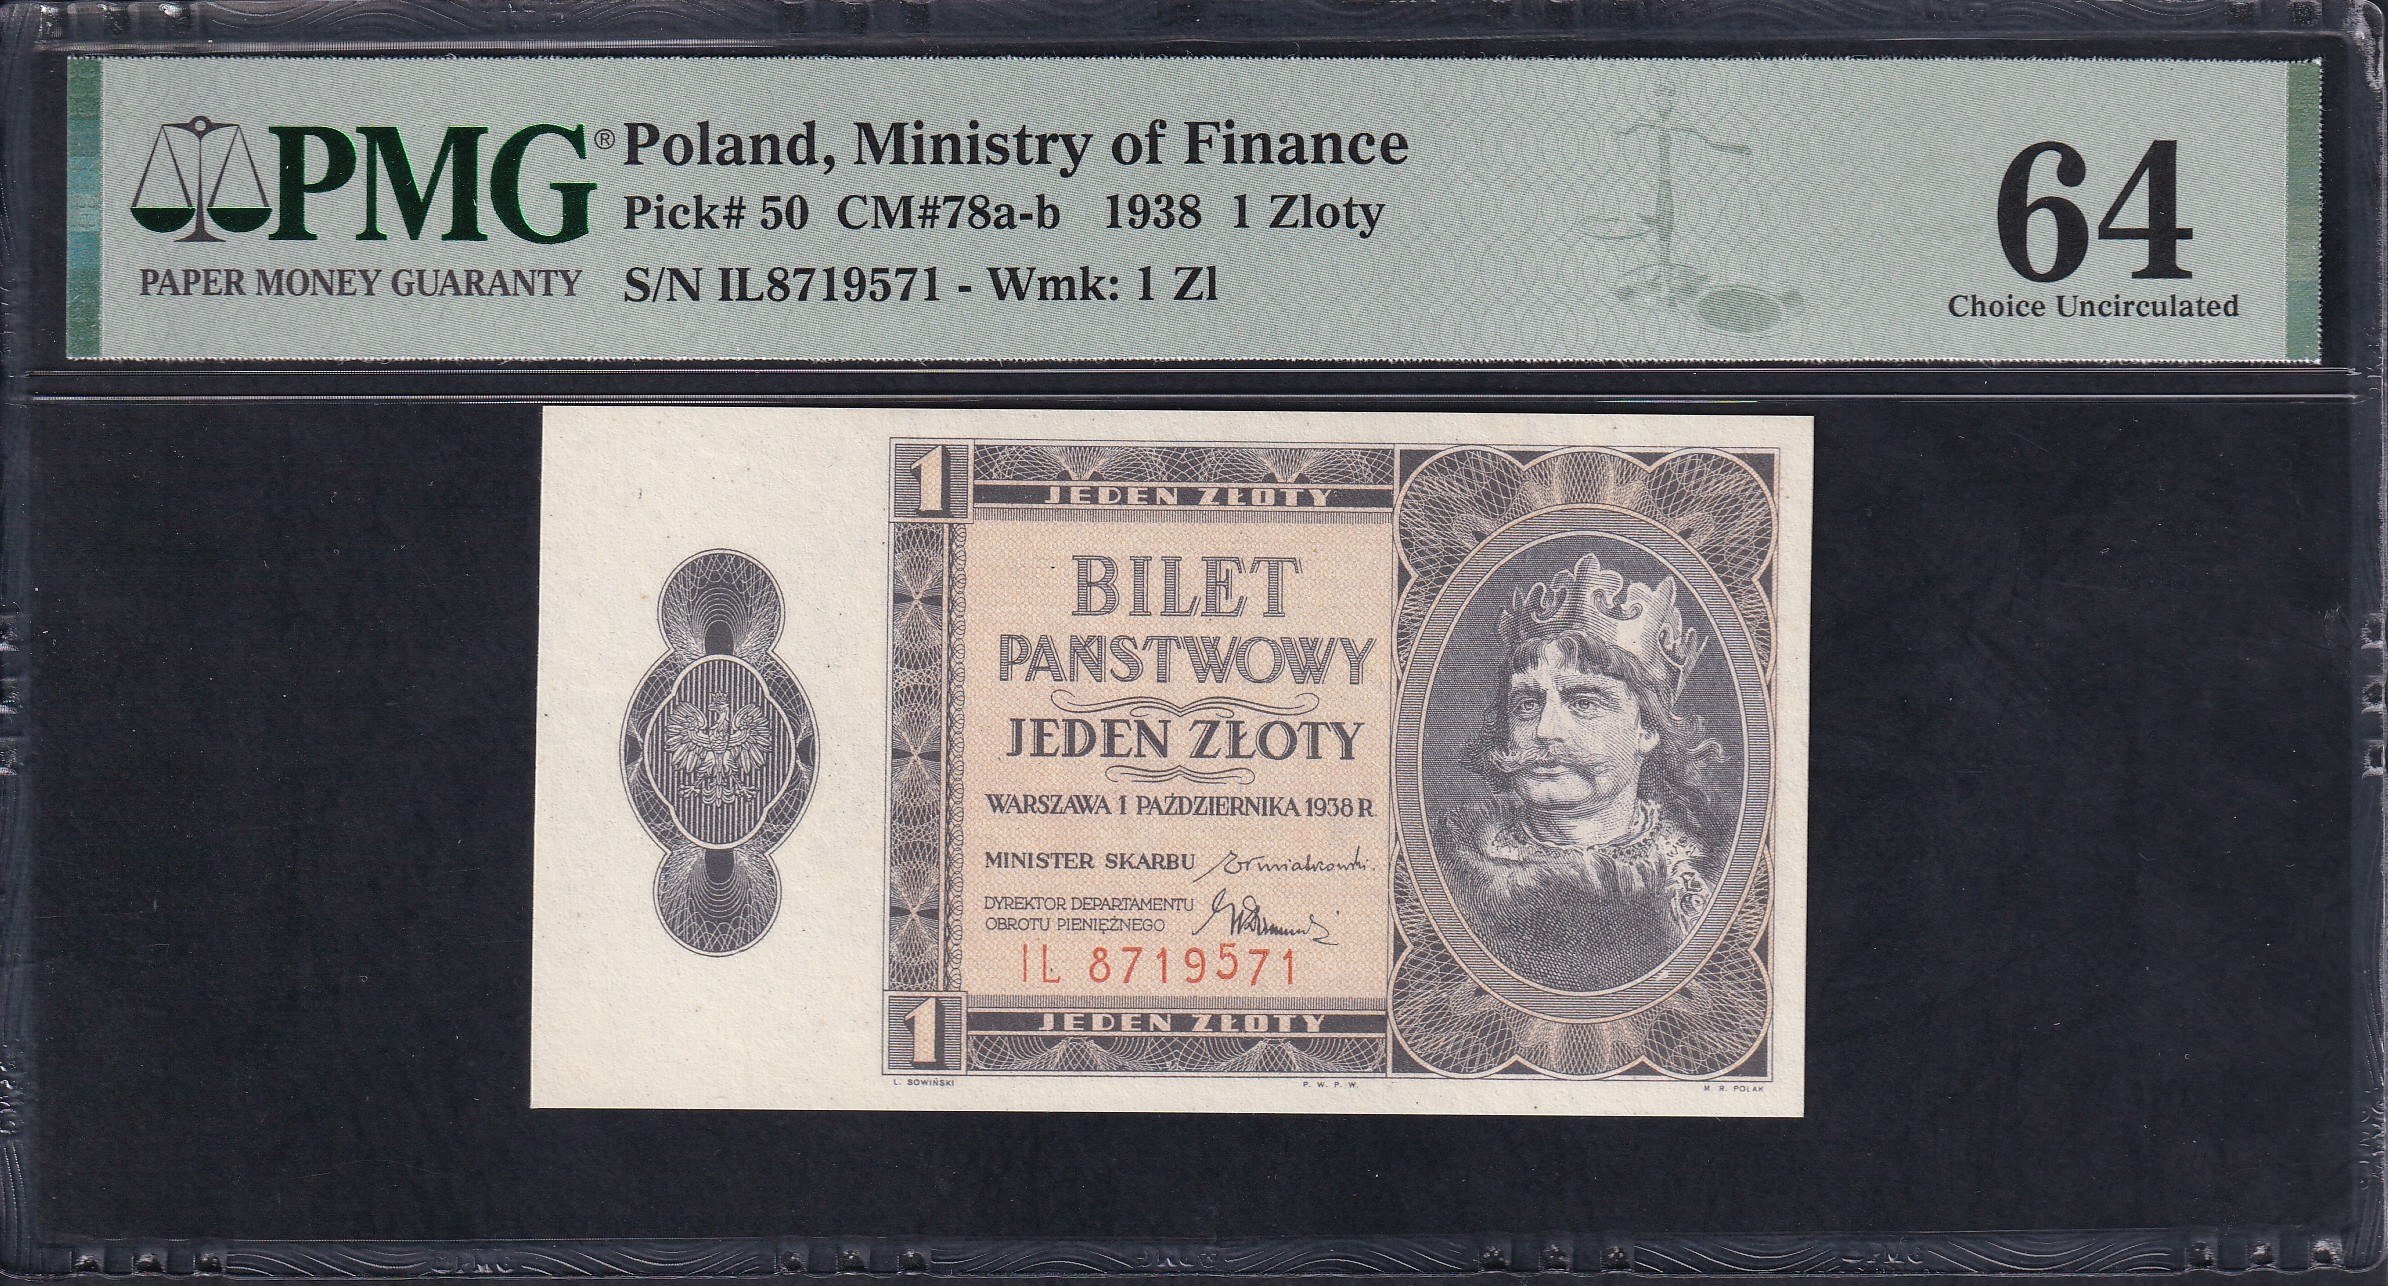 PMG®
PAPER MONEY GUARANTY
Poland, Ministry of Finance
Pick# 50 CM#78a-b 1938 1 Zloty
S/N IL8719571 - Wmk: 1 Zl
64
Choice Uncirculated
1
JEDEN ZŁOTY
BILET
PAŃSTWOWY
JEDEN ZŁOTY
WARSZAWA 1 PAŹDZIERNIKA 1938 R.
MINISTER SKARBU
DYREKTOR DEPARTAMENTU
OBROTU PIENIĘŻNEGO
IL 8719571
1
JEDEN ZŁOTY
L. SOWIŃSKI
P. W. P. W.
M. R. POLAK
PMG